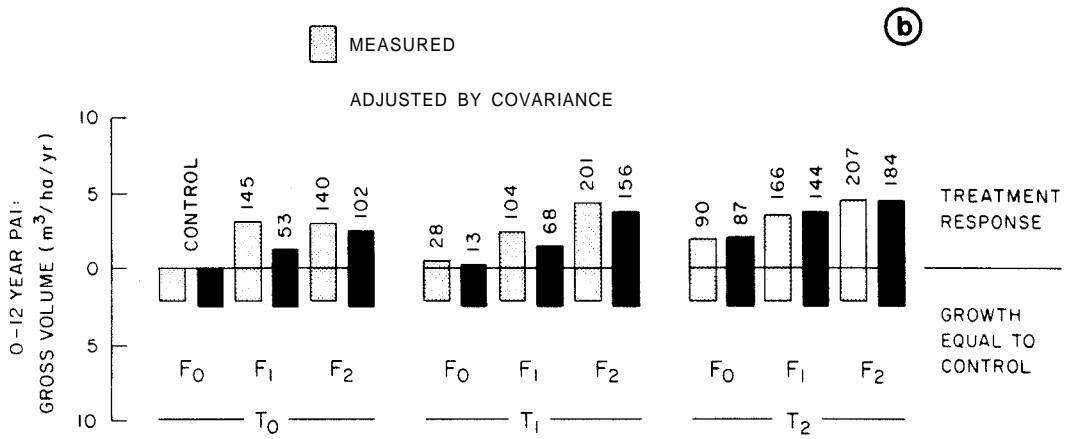 b
MEASURED
ADJUSTED BY COVARIANCE
0-12 YEAR PAI:
GROSS VOLUME (m³/ha/yr)
10
5
0
5
10
CONTROL
145
53
140
102
28
13
104
68
201
156
90
87
166
144
207
184
TREATMENT
RESPONSE
GROWTH
EQUAL TO
CONTROL
F₀ F₁ F₂ F₀ F₁ F₂ F₀ F₁ F₂
T₀ T₁ T₂